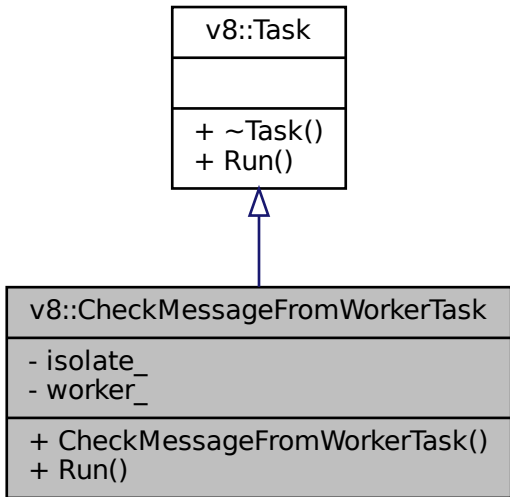 v8::Task
+ ~Task()
+ Run()
v8::CheckMessageFromWorkerTask
- isolate_
- worker_
+ CheckMessageFromWorkerTask()
+ Run()